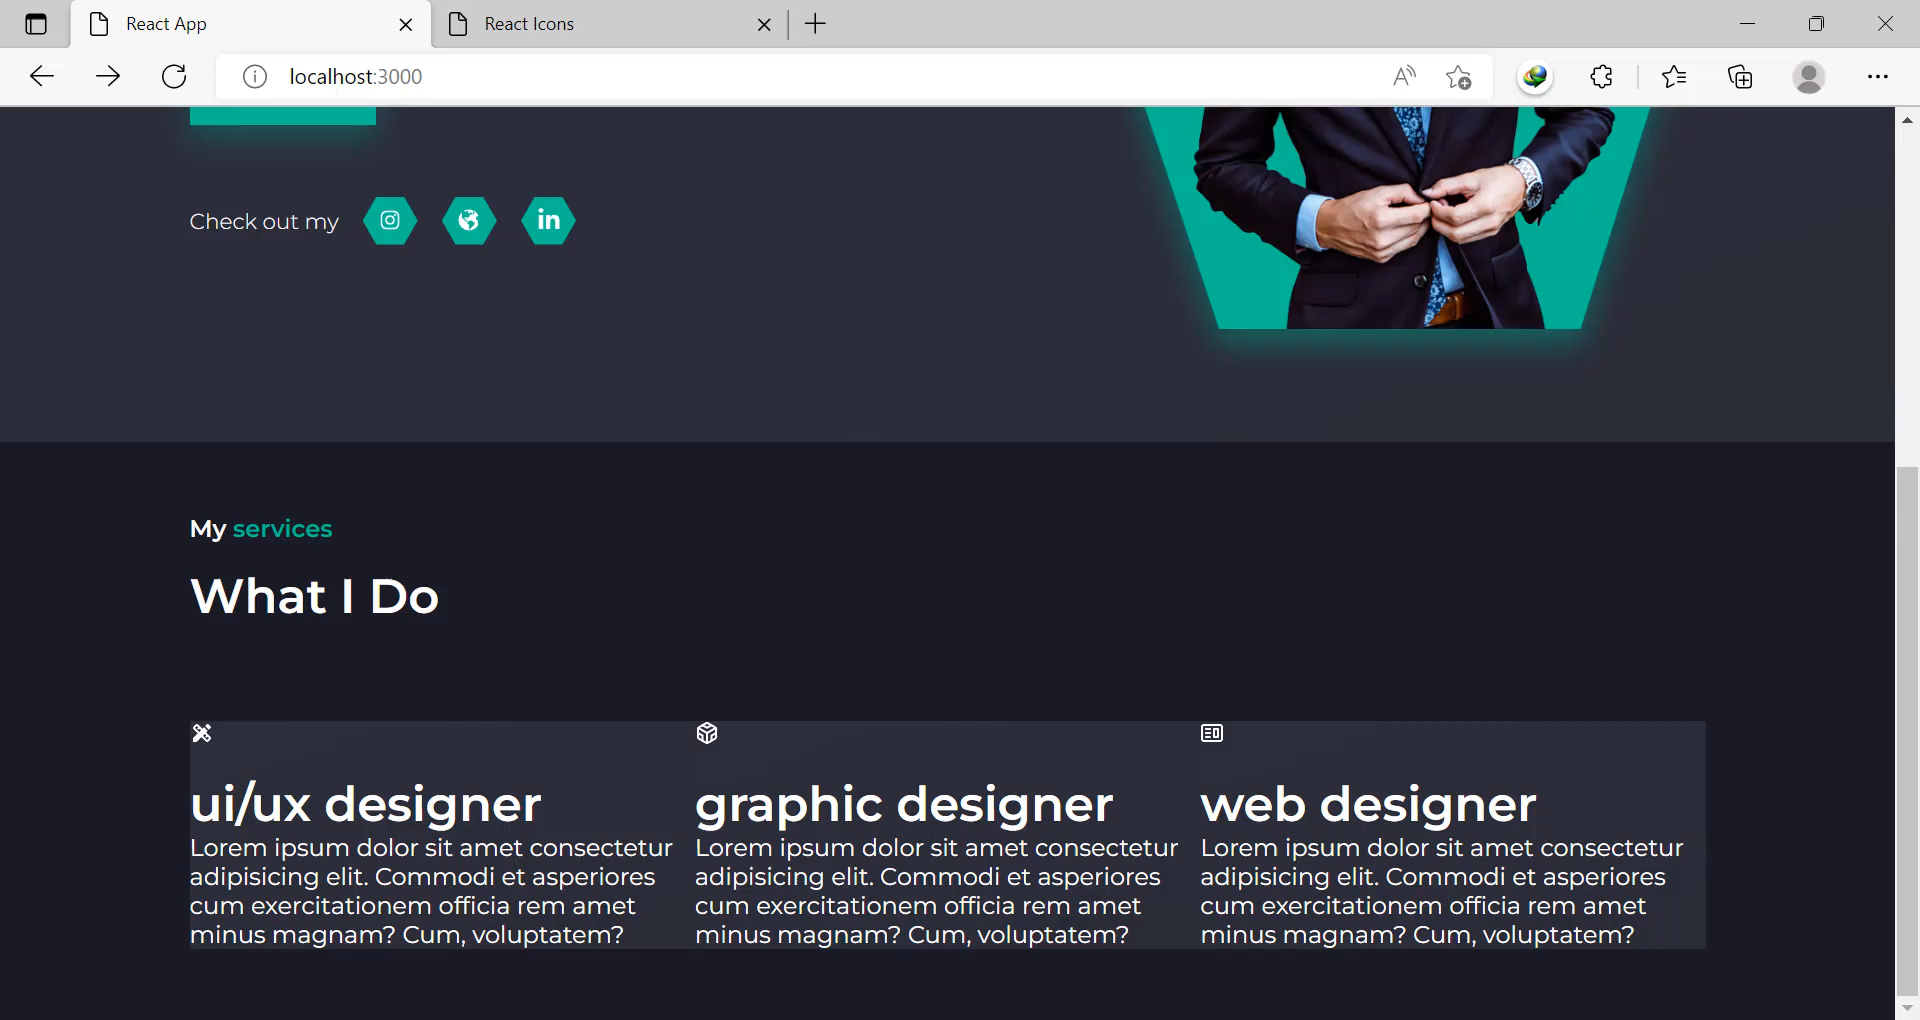 React App
React Icons
localhost:3000
Check out my
in
My services
What I Do
ui/ux designer
Lorem ipsum dolor sit amet consectetur
adipisicing elit. Commodi et asperiores
cum exercitationem officia rem amet
minus magnam? Cum, voluptatem?
graphic designer
Lorem ipsum dolor sit amet consectetur
adipisicing elit. Commodi et asperiores
cum exercitationem officia rem amet
minus magnam? Cum, voluptatem?
web designer
Lorem ipsum dolor sit amet consectetur
adipisicing elit. Commodi et asperiores
cum exercitationem officia rem amet
minus magnam? Cum, voluptatem?